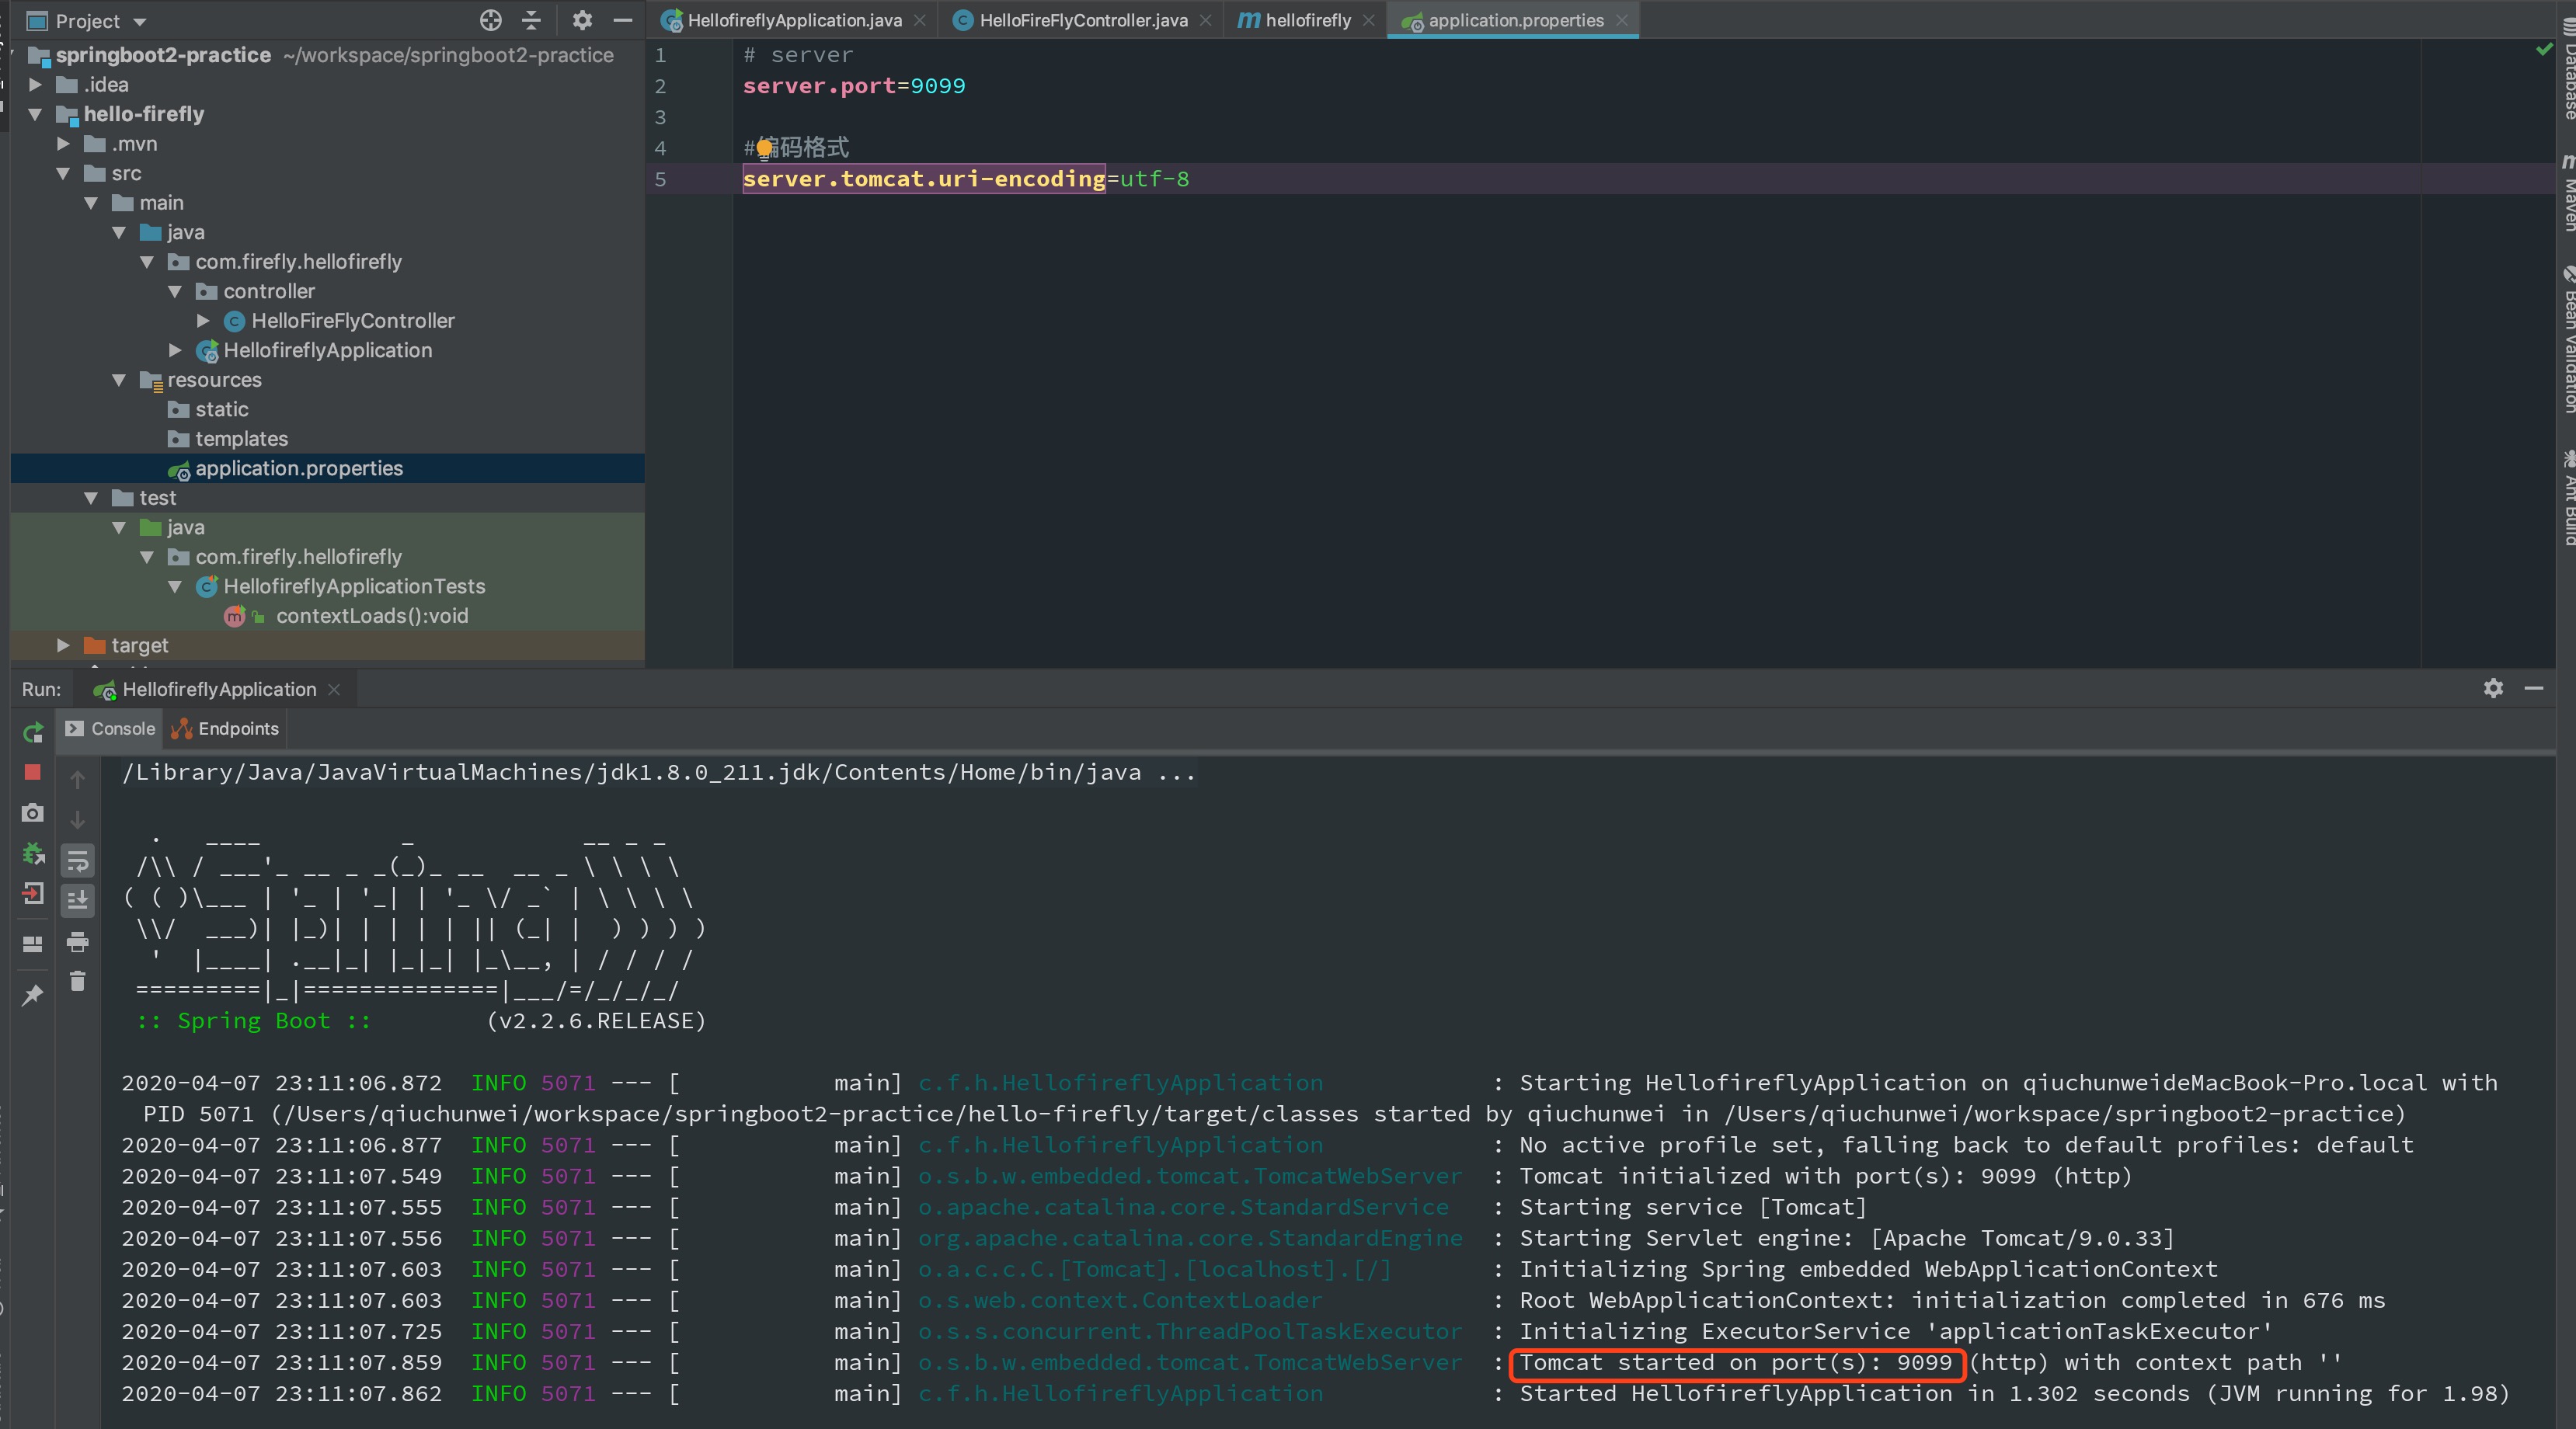 Project
springboot2-practice ~/workspace/springboot2-practice
.idea
hello-firefly
.mvn
src
main
java
com.firefly.hellofirefly
controller
HelloFireFlyController
HellofireflyApplication
resources
static
templates
application.properties
test
java
com.firefly.hellofirefly
HellofireflyApplicationTests
contextLoads():void
target
HellofireflyApplication.java
HelloFireFlyController.java
hellofirefly
application.properties
1 # server
2 server.port=9099
3
4 #编码格式
5 server.tomcat.uri-encoding=utf-8
Database
Maven
Bean Validation
Ant Build
Run: HellofireflyApplication
Console Endpoints
/Library/Java/JavaVirtualMachines/jdk1.8.0_211.jdk/Contents/Home/bin/java ...
  .   ____          _            __ _ _
 /\\ / ___'_ __ _ _(_)_ __  __ _ \ \ \ \
( ( )\___ | '_ | '_| | '_ \/ _` | \ \ \ \
 \\/  ___)| |_)| | | | | || (_| |  ) ) ) )
  '  |____| .__|_| |_|_| |_\__, | / / / /
 =========|_|==============|___/=/_/_/_/
 :: Spring Boot ::        (v2.2.6.RELEASE)
2020-04-07 23:11:06.872  INFO 5071 --- [           main] c.f.h.HellofireflyApplication            : Starting HellofireflyApplication on qiuchunweideMacBook-Pro.local with
PID 5071 (/Users/qiuchunwei/workspace/springboot2-practice/hello-firefly/target/classes started by qiuchunwei in /Users/qiuchunwei/workspace/springboot2-practice)
2020-04-07 23:11:06.877  INFO 5071 --- [           main] c.f.h.HellofireflyApplication            : No active profile set, falling back to default profiles: default
2020-04-07 23:11:07.549  INFO 5071 --- [           main] o.s.b.w.embedded.tomcat.TomcatWebServer  : Tomcat initialized with port(s): 9099 (http)
2020-04-07 23:11:07.555  INFO 5071 --- [           main] o.apache.catalina.core.StandardService   : Starting service [Tomcat]
2020-04-07 23:11:07.556  INFO 5071 --- [           main] org.apache.catalina.core.StandardEngine  : Starting Servlet engine: [Apache Tomcat/9.0.33]
2020-04-07 23:11:07.603  INFO 5071 --- [           main] o.a.c.c.C.[Tomcat].[localhost].[/]       : Initializing Spring embedded WebApplicationContext
2020-04-07 23:11:07.603  INFO 5071 --- [           main] o.s.web.context.ContextLoader            : Root WebApplicationContext: initialization completed in 676 ms
2020-04-07 23:11:07.725  INFO 5071 --- [           main] o.s.s.concurrent.ThreadPoolTaskExecutor  : Initializing ExecutorService 'applicationTaskExecutor'
2020-04-07 23:11:07.859  INFO 5071 --- [           main] o.s.b.w.embedded.tomcat.TomcatWebServer  : Tomcat started on port(s): 9099 (http) with context path ''
2020-04-07 23:11:07.862  INFO 5071 --- [           main] c.f.h.HellofireflyApplication            : Started HellofireflyApplication in 1.302 seconds (JVM running for 1.98)